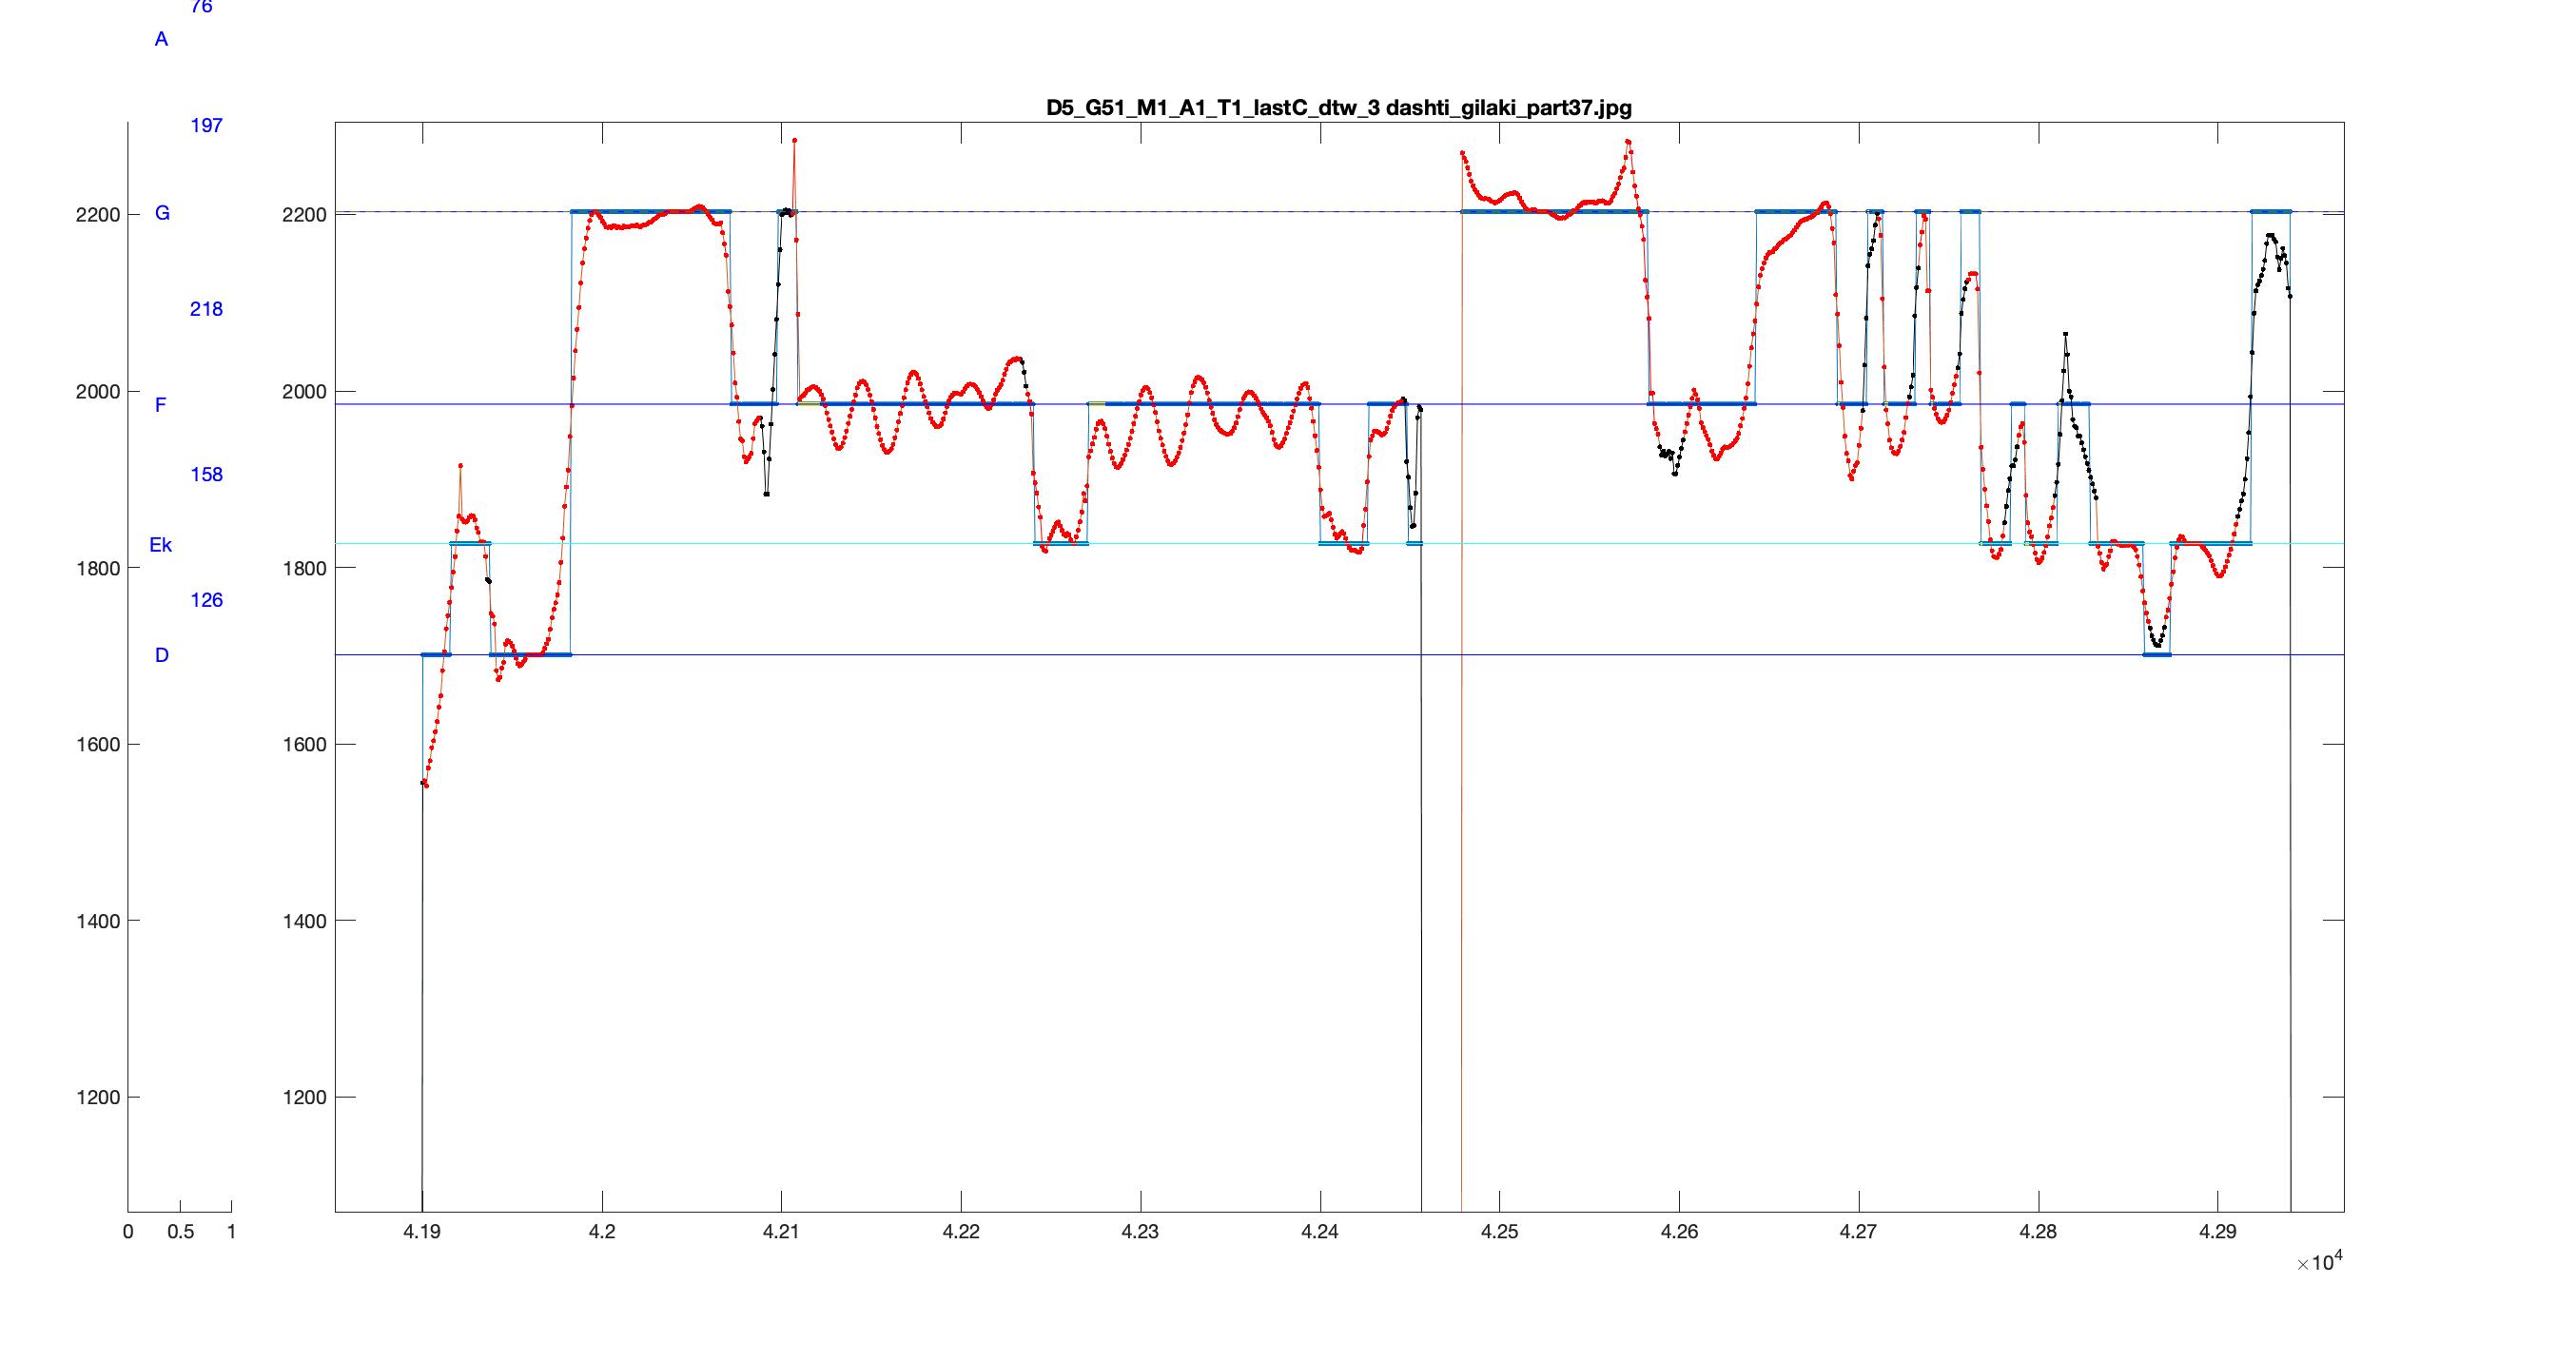 76
A
D5_G51_M1_A1_T1_lastC_dtw_3 dashti_gilaki_part37.jpg
197
2200 G 2200
218
2000 F 2000
158
Ek
1800 1800
126
D
1600 1600
1400 1400
1200 1200
0 0.5 1 4.19 4.2 4.21 4.22 4.23 4.24 4.25 4.26 4.27 4.28 4.29
×10⁴